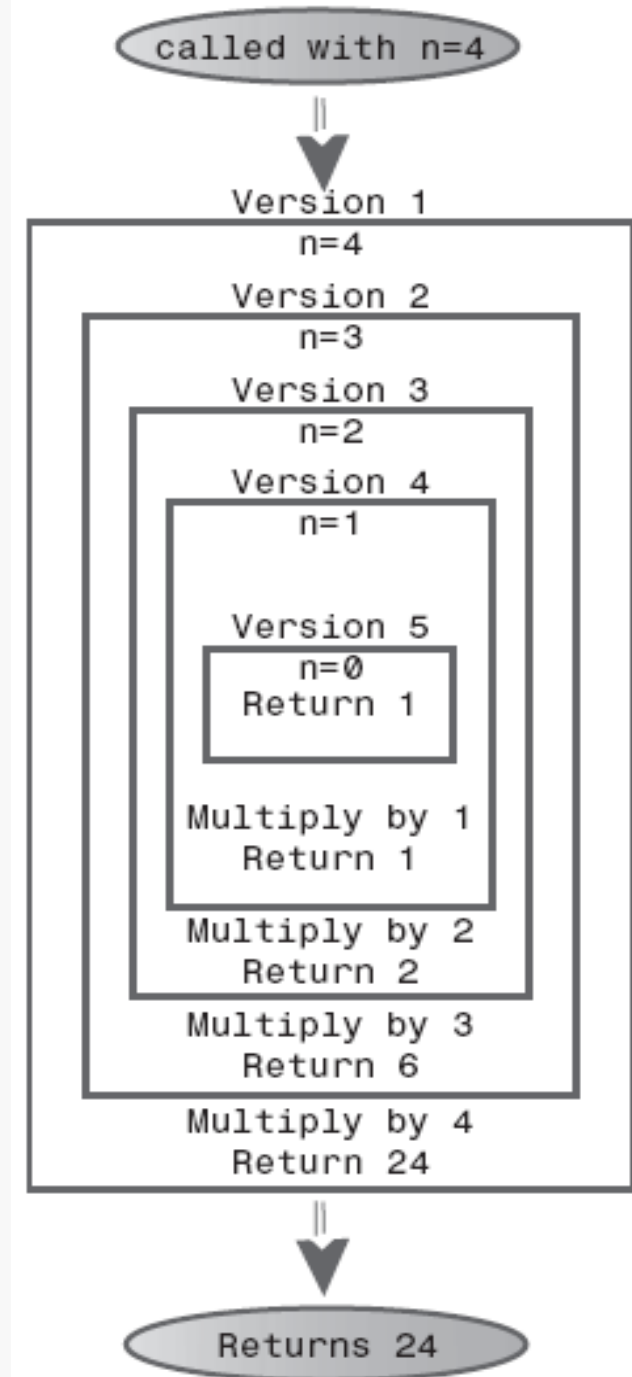 called with n=4
Version 1
n=4
Version 2
n=3
Version 3
n=2
Version 4
n=1
Version 5
n=0
Return 1
Multiply by 1
Return 1
Multiply by 2
Return 2
Multiply by 3
Return 6
Multiply by 4
Return 24
Returns 24